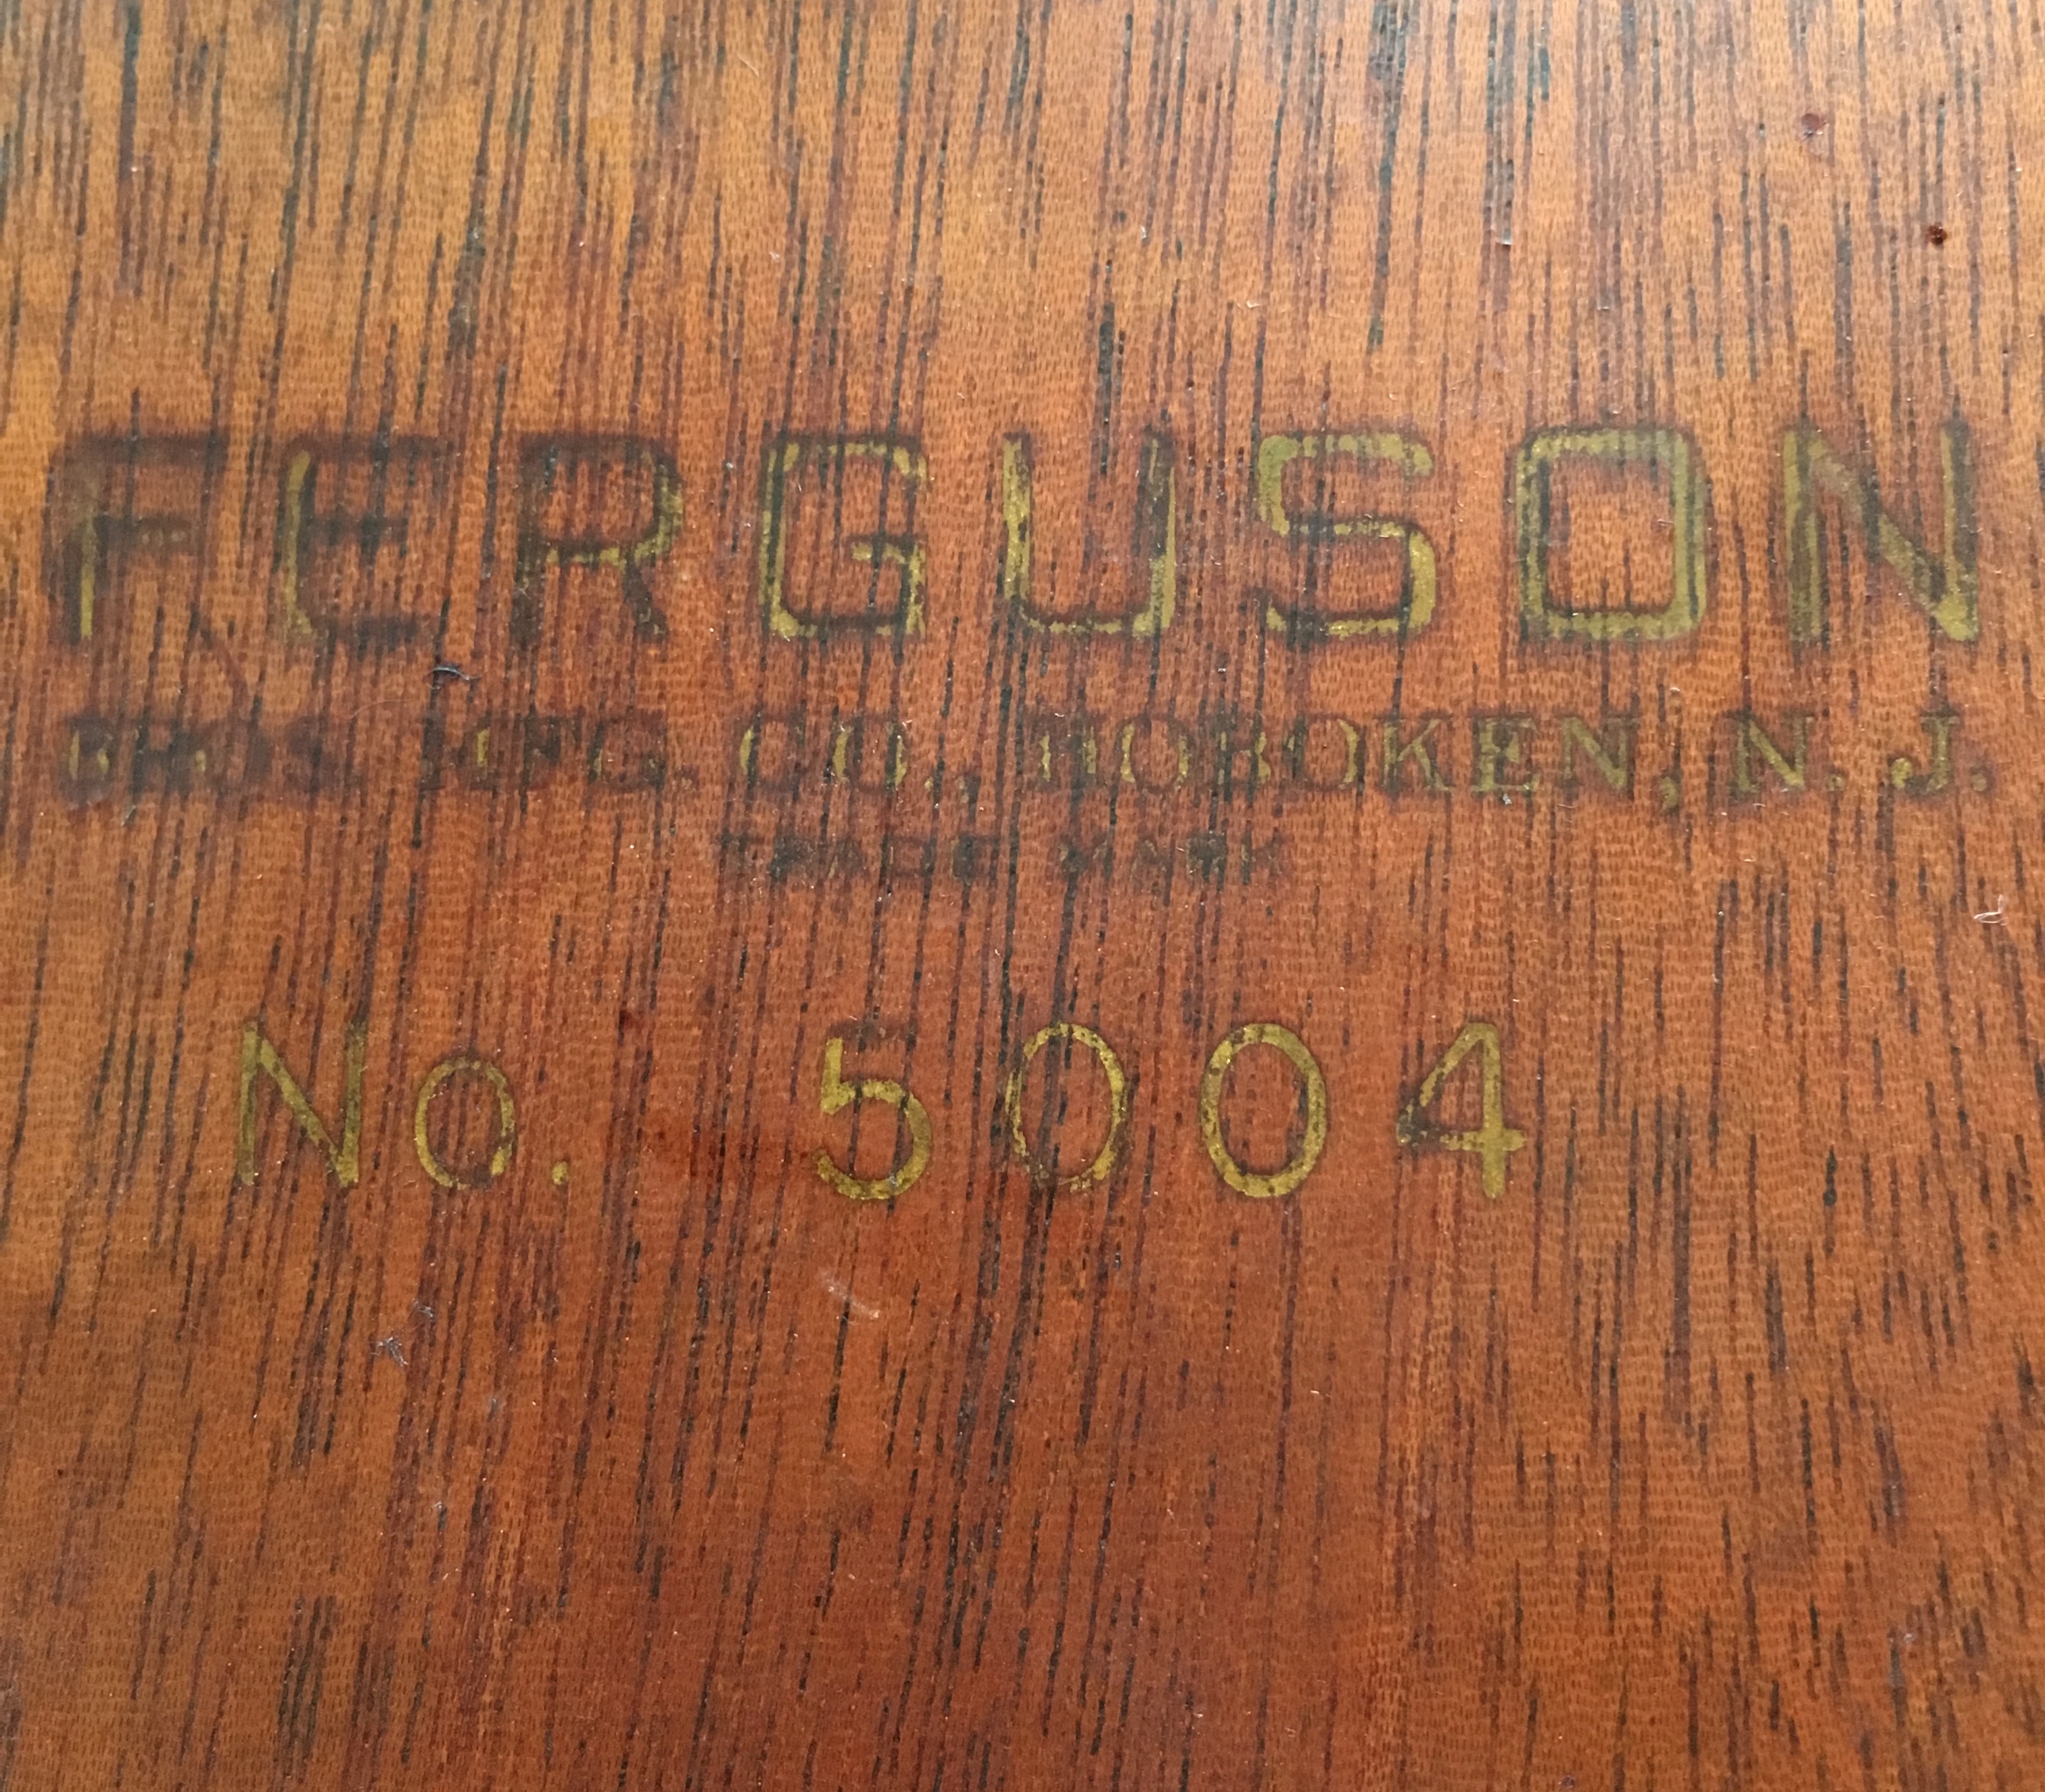 FERGUSON
BROS. MFG. CO., HOBOKEN, N. J.
TRADE MARK
No. 5004